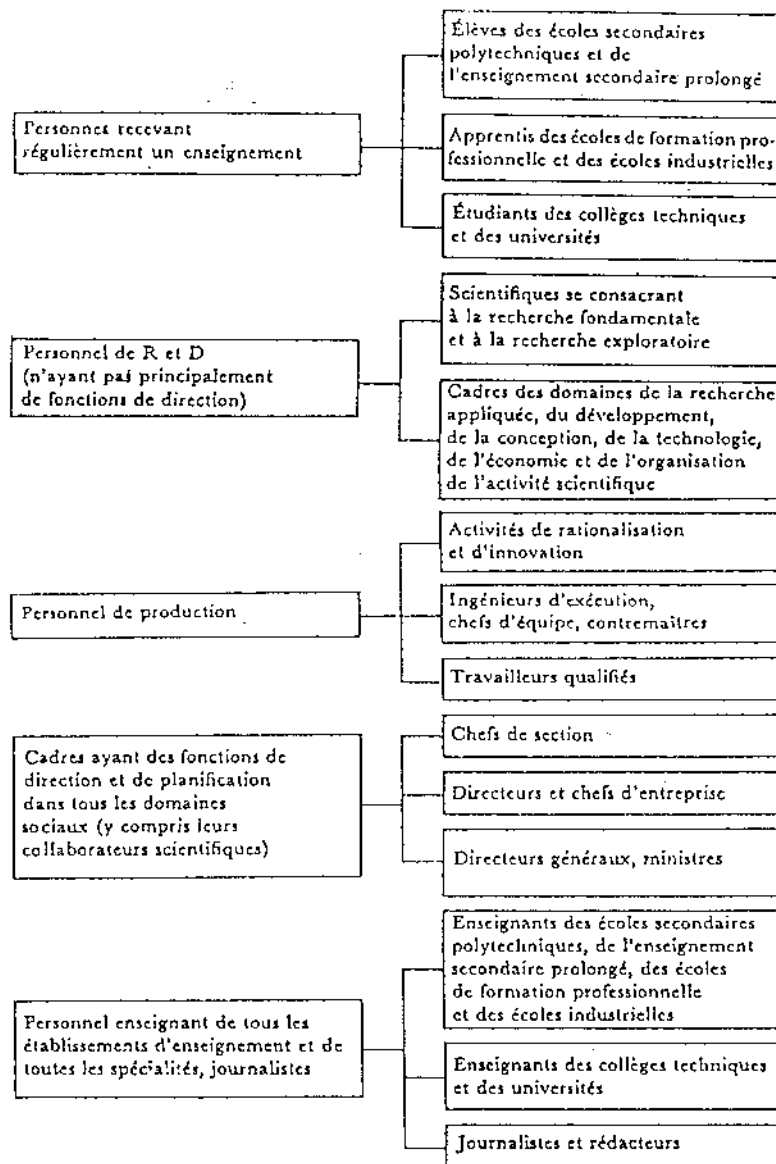 Personnes recevant
régulièrement un enseignement
Élèves des écoles secondaires
polytechniques et de
l'enseignement secondaire prolongé
Apprentis des écoles de formation pro-
fessionnelle et des écoles industrielles
Étudiants des collèges techniques
et des universités
Personnel de R et D
(n'ayant pas principalement
de fonctions de direction)
Scientifiques se consacrant
à la recherche fondamentale
et à la recherche exploratoire
Cadres des domaines de la recherche
appliquée, du développement,
de la conception, de la technologie,
de l'économie et de l'organisation
de l'activité scientifique
Personnel de production
Activités de rationalisation
et d'innovation
Ingénieurs d'exécution,
chefs d'équipe, contremaîtres
Travailleurs qualifiés
Cadres ayant des fonctions de
direction et de planification
dans tous les domaines
sociaux (y compris leurs
collaborateurs scientifiques)
Chefs de section
Directeurs et chefs d'entreprise
Directeurs généraux, ministres
Personnel enseignant de tous les
établissements d'enseignement et de
toutes les spécialités, journalistes
Enseignants des écoles secondaires
polytechniques, de l'enseignement
secondaire prolongé, des écoles
de formation professionnelle
et des écoles industrielles
Enseignants des collèges techniques
et des universités
Journalistes et rédacteurs